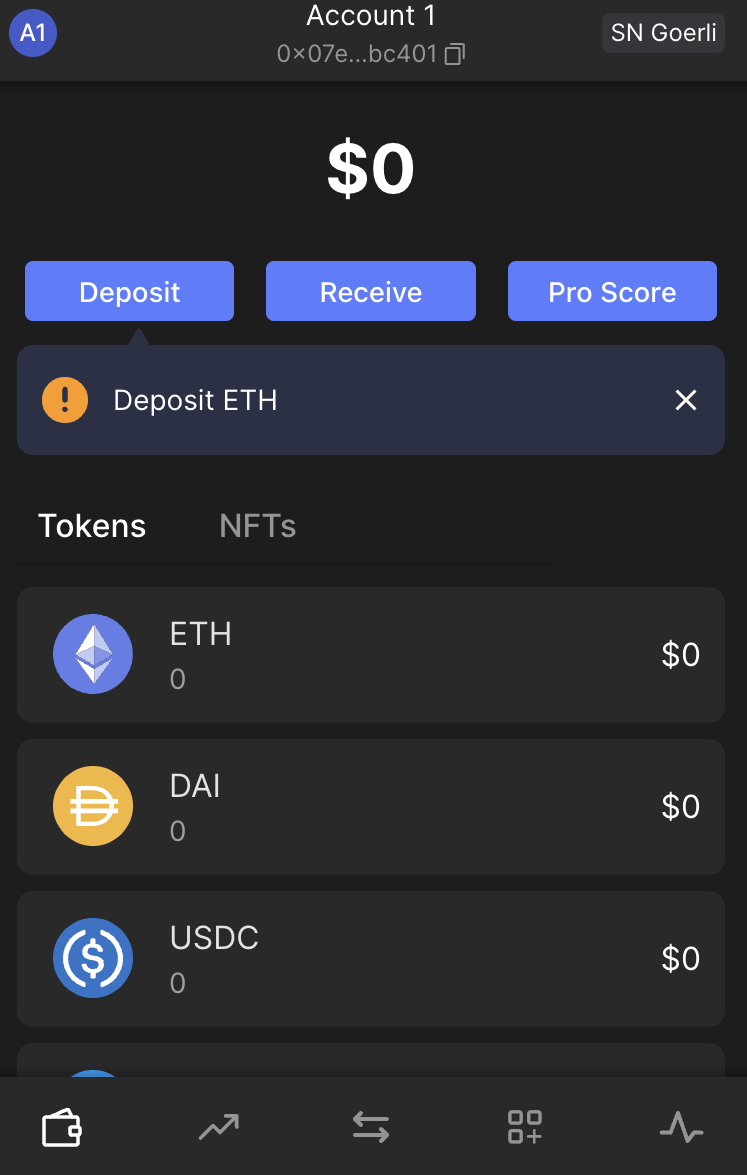 A1
Account 1
SN Goerli
0×07e...bc401
$0
Deposit
Receive
Pro Score
Deposit ETH
Tokens
NFTs
ETH
0
$0
DAI
0
$0
USDC
0
$0